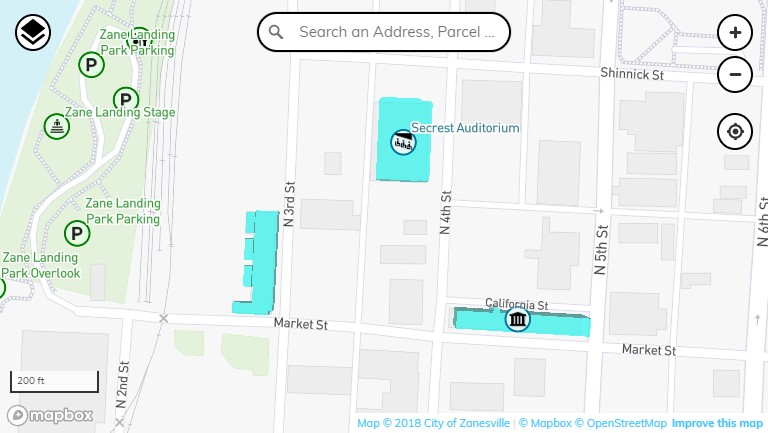 Search an Address, Parcel ...
Zane Landing
Park Parking
P
P
Zane Landing Stage
Shinnick St
Secrest Auditorium
Zane Landing
Park Parking
P
Zane Landing
Park Overlook
N 3rd St
N 4th St
N 5th St
N 6th St
California St
Market St
Market St
N 2nd St
200 ft
mapbox
Map © 2018 City of Zanesville | © Mapbox © OpenStreetMap Improve this map